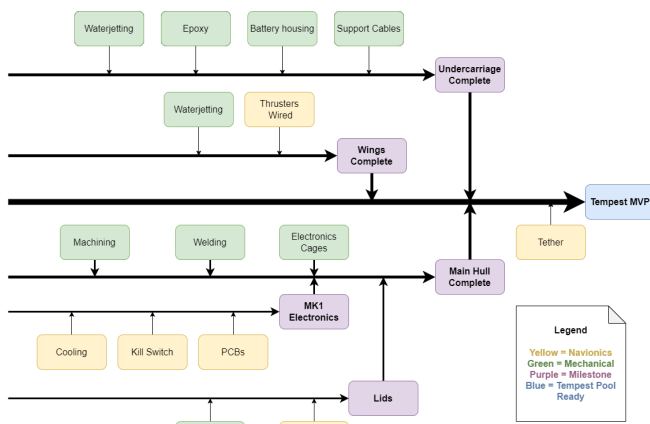 Waterjetting
Epoxy
Battery housing
Support Cables
Undercarriage
Complete
Waterjetting
Thrusters
Wired
Wings
Complete
Tempest MVP
Machining
Welding
Electronics
Cages
Tether
Main Hull
Complete
MK1
Electronics
Cooling
Kill Switch
PCBs
Lids
Legend
Yellow = Navionics
Green = Mechanical
Purple = Milestone
Blue = Tempest Pool
Ready